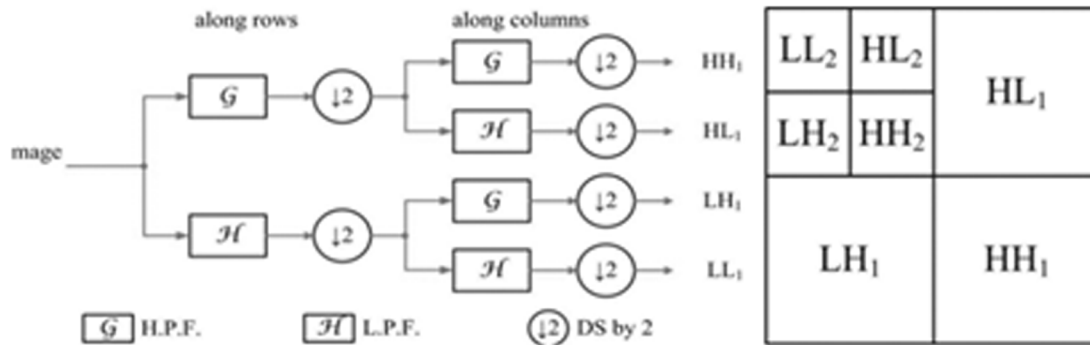 along rows
along columns
G
↓2
G
↓2
HH₁
H
↓2
HL₁
mage
H
↓2
G
↓2
LH₁
H
↓2
LL₁
G H.P.F.
H L.P.F.
↓2 DS by 2
LL₂ HL₂
HL₁
LH₂ HH₂
LH₁ HH₁